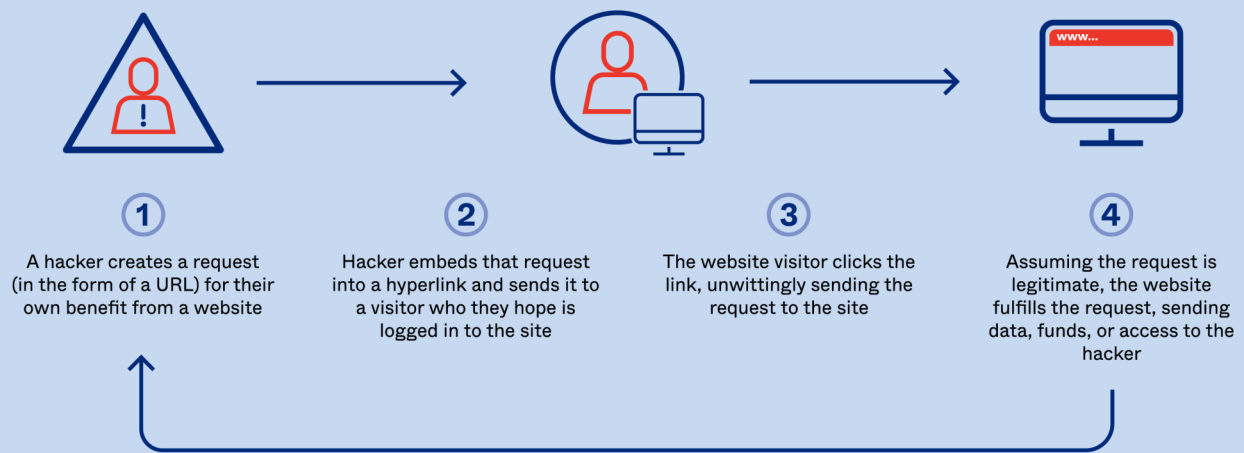 www...
1
A hacker creates a request
(in the form of a URL) for their
own benefit from a website
2
Hacker embeds that request
into a hyperlink and sends it to
a visitor who they hope is
logged in to the site
3
The website visitor clicks the
link, unwittingly sending the
request to the site
4
Assuming the request is
legitimate, the website
fulfills the request, sending
data, funds, or access to the
hacker